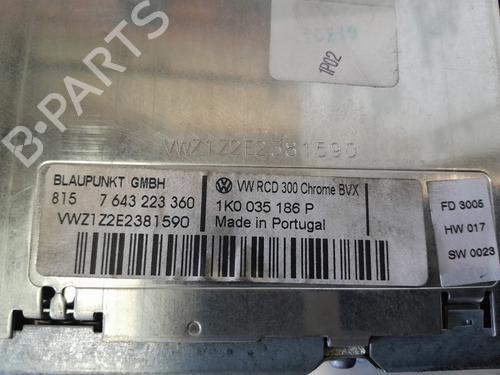 B-PARTS
1P02
VWZ1Z2E2381590
BLAUPUNKT GMBH
815 7 643 223 360
VWZ1Z2E2381590
VW RCD 300 Chrome BVX
1K0 035 186 P
Made in Portugal
FD 3005
HW 017
SW 0023